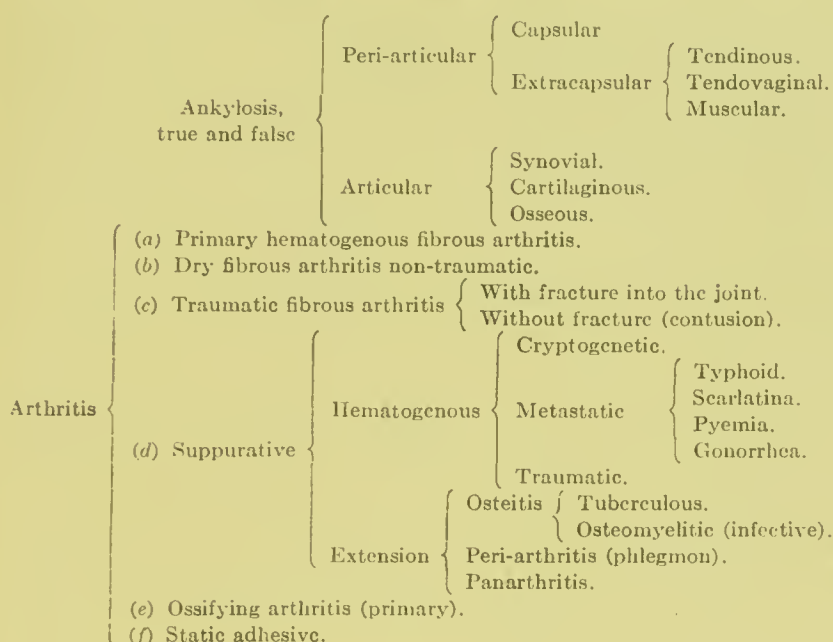 Capsular
Peri-articular
Tendinous.
Extracapsular
Tendovaginal.
Ankylosis,
true and false
Muscular.
Synovial.
Articular
Cartilaginous.
Osseous.
(a) Primary hematogenous fibrous arthritis.
(b) Dry fibrous arthritis non-traumatic.
(c) Traumatic fibrous arthritis
With fracture into the joint.
Without fracture (contusion).
Arthritis
(d) Suppurative
Hematogenous
Cryptogenetic.
Metastatic
Typhoid.
Scarlatina.
Pyemia.
Gonorrhea.
Traumatic.
Extension
Osteitis
Tuberculous.
Osteomyelitic (infective).
Peri-arthritis (phlegmon).
Panarthritis.
(e) Ossifying arthritis (primary).
(f) Static adhesive.